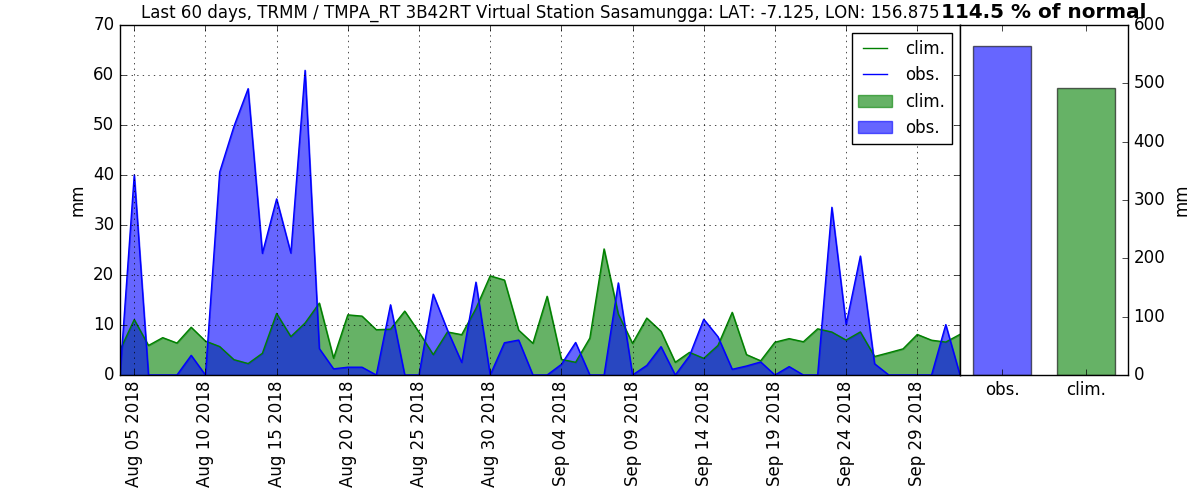 Last 60 days, TRMM / TMPA_RT 3B42RT Virtual Station Sasamungga: LAT: -7.125, LON: 156.875
114.5 % of normal
70
60
50
40
30
20
10
0
mm
clim.
obs.
clim.
obs.
Aug 05 2018
Aug 10 2018
Aug 15 2018
Aug 20 2018
Aug 25 2018
Aug 30 2018
Sep 04 2018
Sep 09 2018
Sep 14 2018
Sep 19 2018
Sep 24 2018
Sep 29 2018
600
500
400
300
200
100
0
mm
obs.
clim.